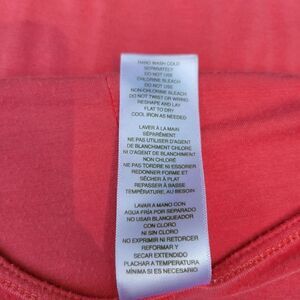 HAND WASH COLD
SEPARATELY
DO NOT USE
CHLORINE BLEACH
DO NOT USE
NON-CHLORINE BLEACH
DO NOT TWIST OR WRING
RESHAPE AND LAY
FLAT TO DRY
COOL IRON AS NEEDED
LAVER À LA MAIN
SÉPARÉMENT
NE PAS UTILISER D'AGENT
DE BLANCHIMENT CHLORÉ
NI D'AGENT DE BLANCHIMENT
NON CHLORÉ
NE PAS TORDRE NI ESSORER
REDONNER FORME ET
SÉCHER À PLAT
REPASSER À BASSE
TEMPÉRATURE, AU BESOIN
LAVAR A MANO CON
AGUA FRÍA POR SEPARADO
NO USAR BLANQUEADOR
CON CLORO
NI SIN CLORO
NO EXPRIMIR NI RETORCER
REFORMAR Y
SECAR EXTENDIDO
PLACHAR A TEMPERATURA
MÍNIMA SI ES NECESARIO